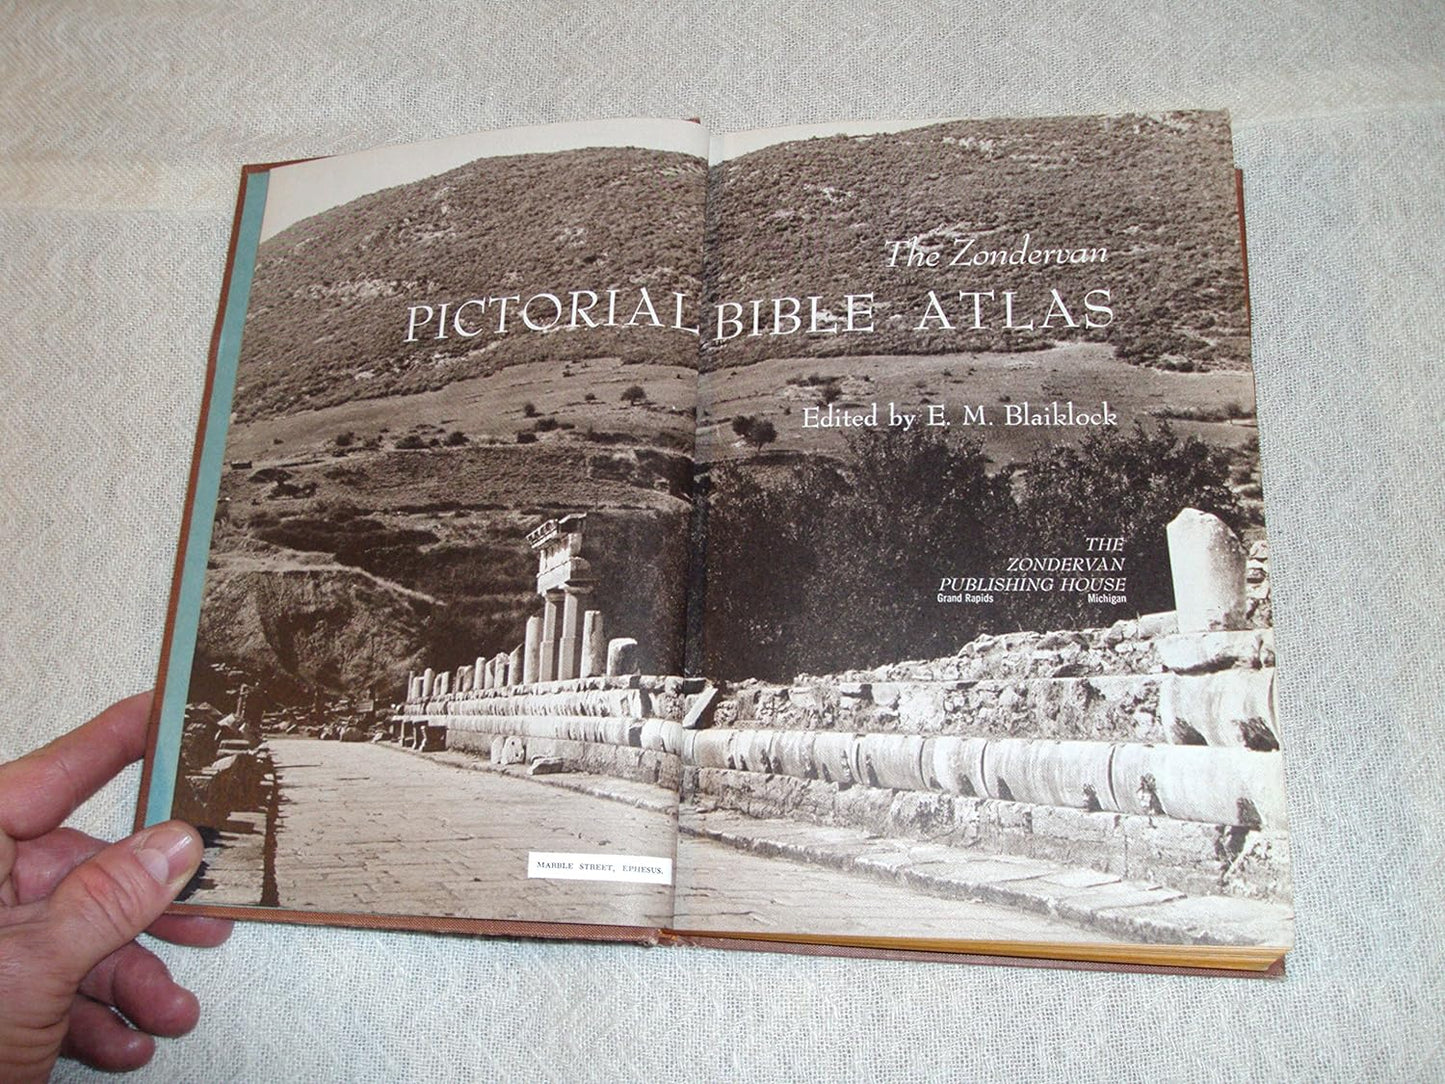 The Zondervan
PICTORIAL BIBLE - ATLAS
Edited by E. M. Blaiklock
THE
ZONDERVAN
PUBLISHING HOUSE
Grand Rapids Michigan
MARBLE STREET, EPHESUS.